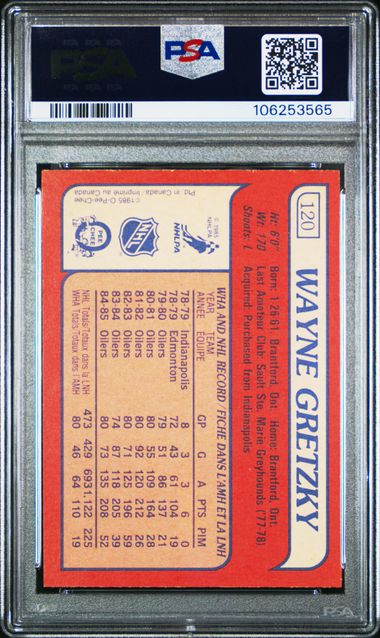 PSA
PSA
106253565
120
WAYNE GRETZKY
Ht: 6'0" Born: 1-26-61, Brantford, Ont. Home: Brantford, Ont.
Wt: 170 Last Amateur Club: Sault Ste. Marie Greyhounds ('77-78)
Shoots: L Acquired: Purchased from Indianapolis
© 1985 NHLPA
NHLPA
NHL
O PEE CHEE
© 1985 O-Pee-Chee
Ptd. in Canada / Imprimé au Canada
WHA AND NHL RECORD / FICHE DANS L'AMH ET LA LNH
YEAR TEAM
ANNÉE ÉQUIPE GP G A PTS PIM
78-79 Indianapolis 8 3 3 6 0
78-79 Edmonton 72 43 61 104 19
79-80 Oilers 79 51 86 137 21
80-81 Oilers 80 55 109 164 28
81-82 Oilers 80 92 120 212 26
82-83 Oilers 80 71 125 196 59
83-84 Oilers 74 87 118 205 39
84-85 Oilers 80 73 135 208 52
NHL Totals/Totaux dans la LNH 473 429 693 1,122 225
WHA Totals/Totaux dans l'AMH 80 46 64 110 19
PSA